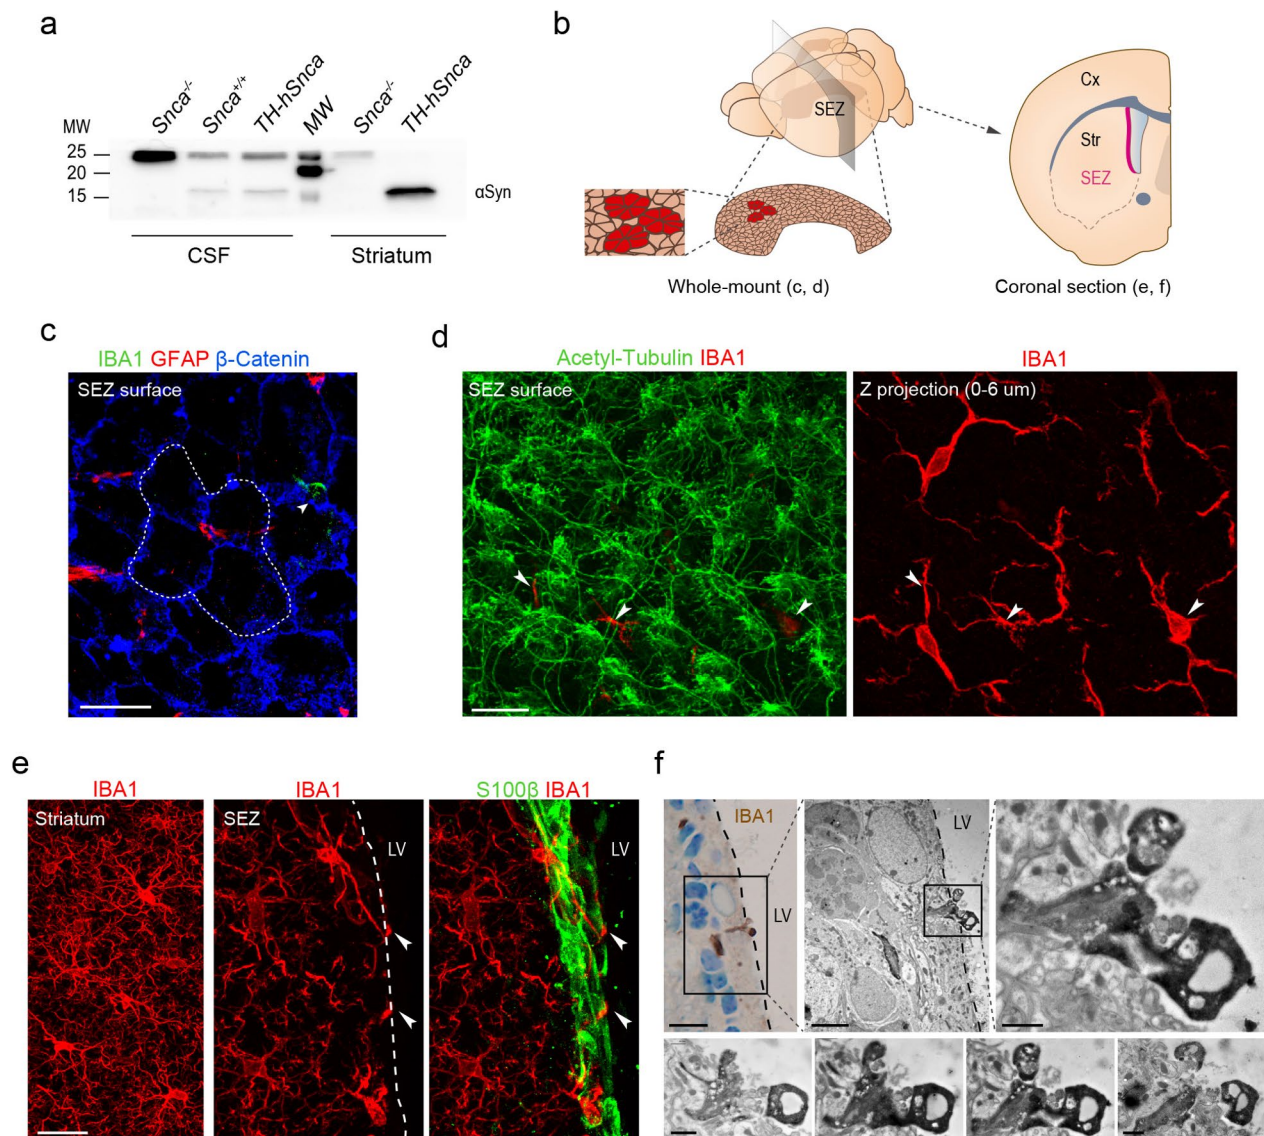 a
Snca-/-
Snca+/+
TH-hSnca
MW
Snca-/-
TH-hSnca
MW
25
20
15
αSyn
CSF
Striatum
b
SEZ
Cx
Str
SEZ
Whole-mount (c, d)
Coronal section (e, f)
c
IBA1 GFAP β-Catenin
SEZ surface
d
Acetyl-Tubulin IBA1
IBA1
SEZ surface
Z projection (0-6 um)
e
IBA1
IBA1
S100β IBA1
Striatum
SEZ
LV
LV
f
IBA1
LV
LV